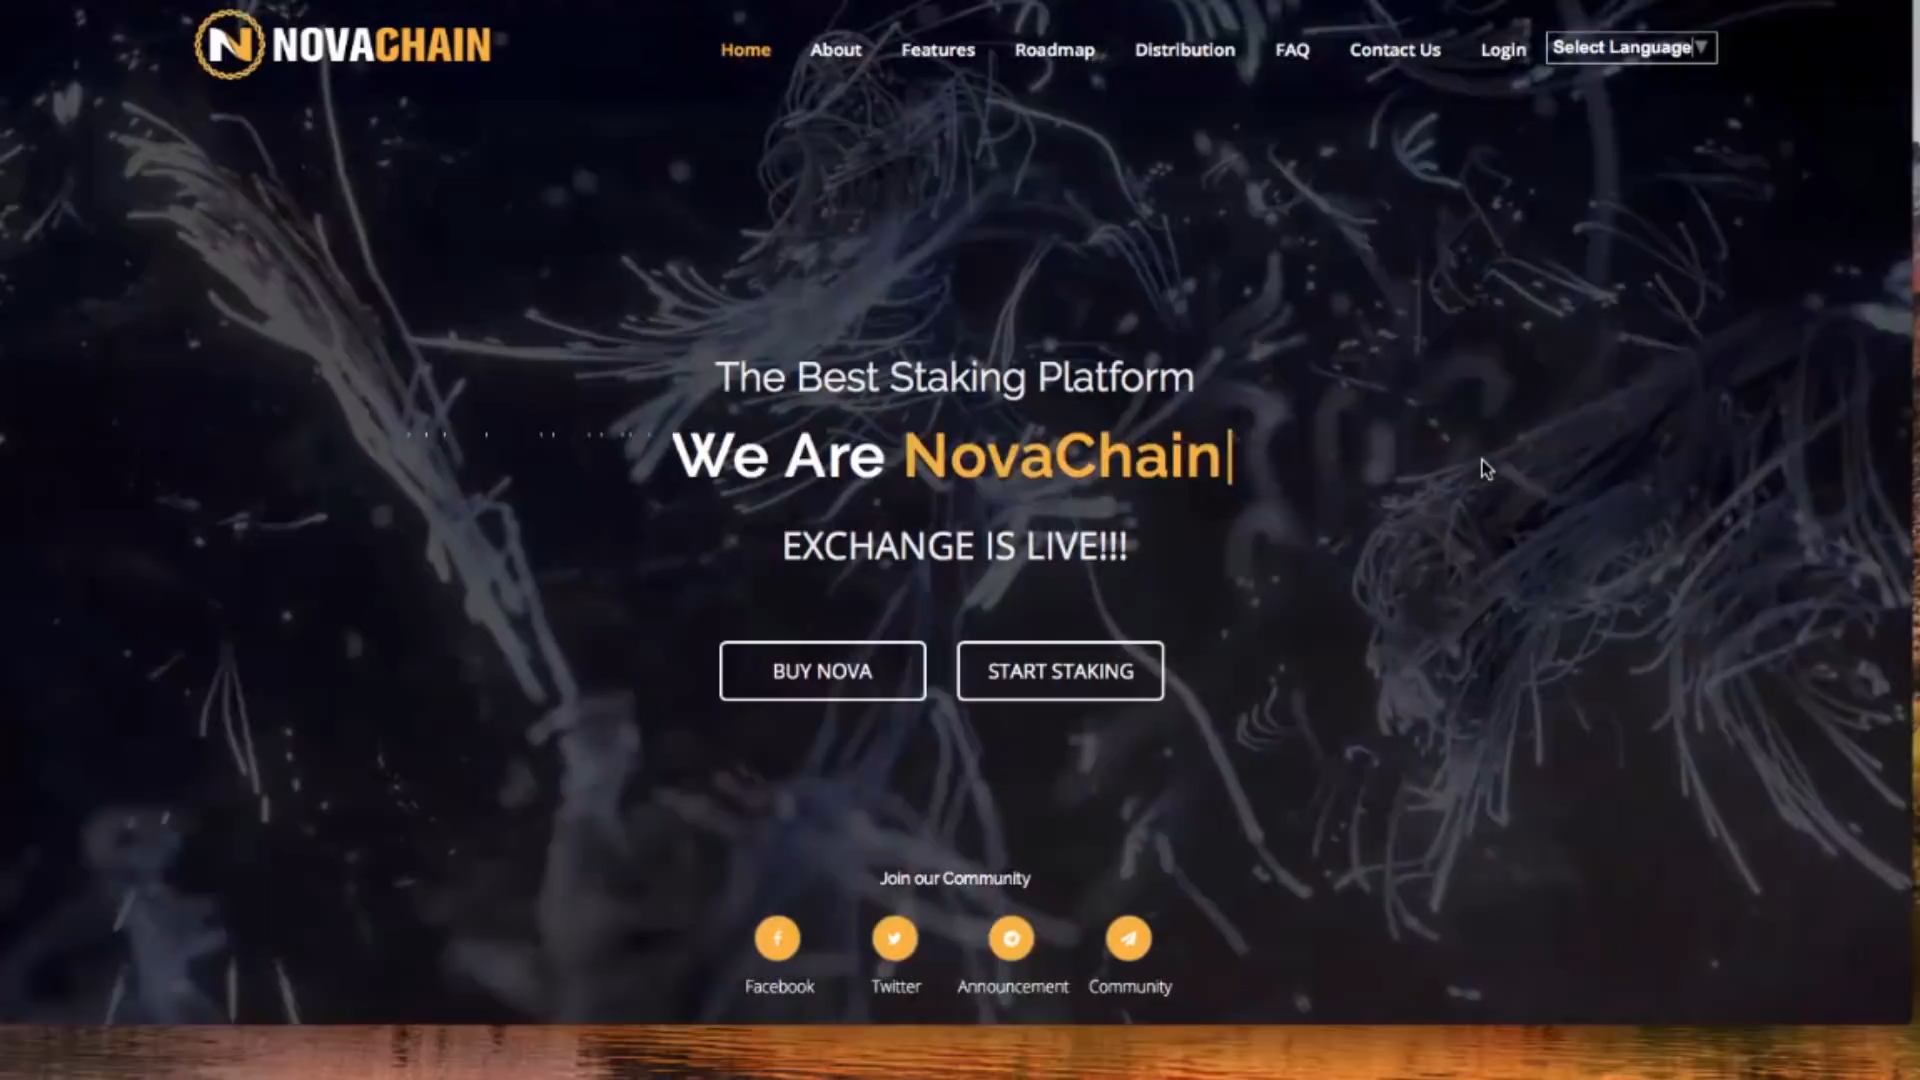 NOVACHAIN
Home About Features Roadmap Distribution FAQ Contact Us Login Select Language
The Best Staking Platform
We Are NovaChain
EXCHANGE IS LIVE!!!
BUY NOVA START STAKING
Join our Community
Facebook Twitter Announcement Community